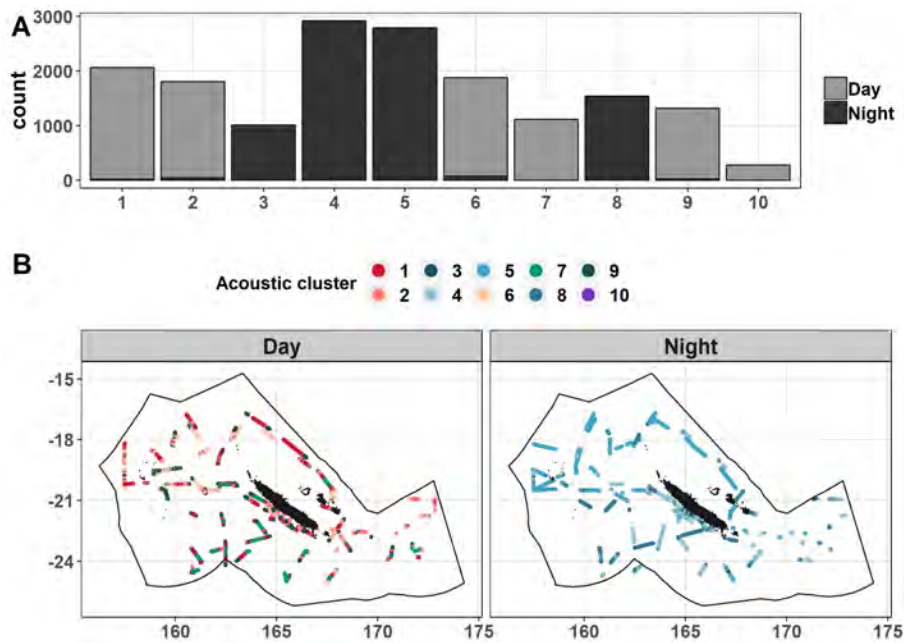 A
3000
2000
1000
0
count
1 2 3 4 5 6 7 8 9 10
Day
Night
B
Acoustic cluster
1 3 5 7 9
2 4 6 8 10
Day Night
-15
-18
-21
-24
160 165 170 175 160 165 170 175